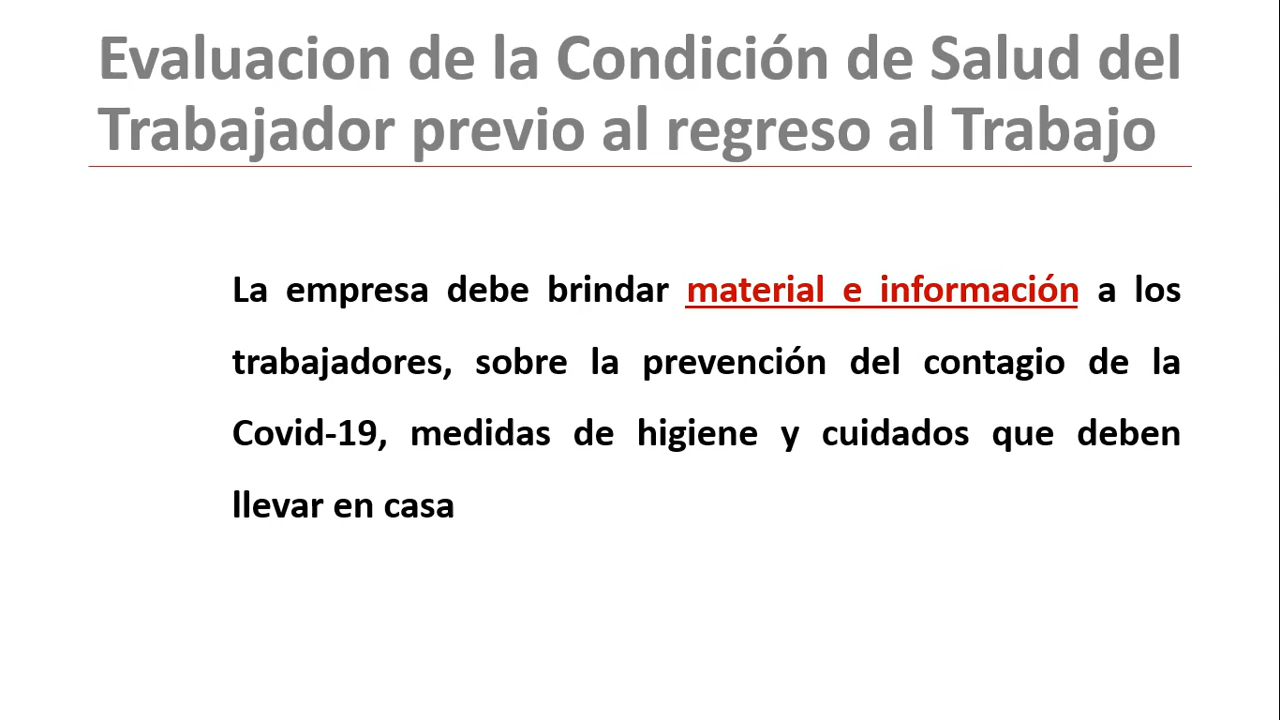 Evaluacion de la Condición de Salud del
Trabajador previo al regreso al Trabajo
La empresa debe brindar material e información a los
trabajadores, sobre la prevención del contagio de la
Covid-19, medidas de higiene y cuidados que deben
llevar en casa